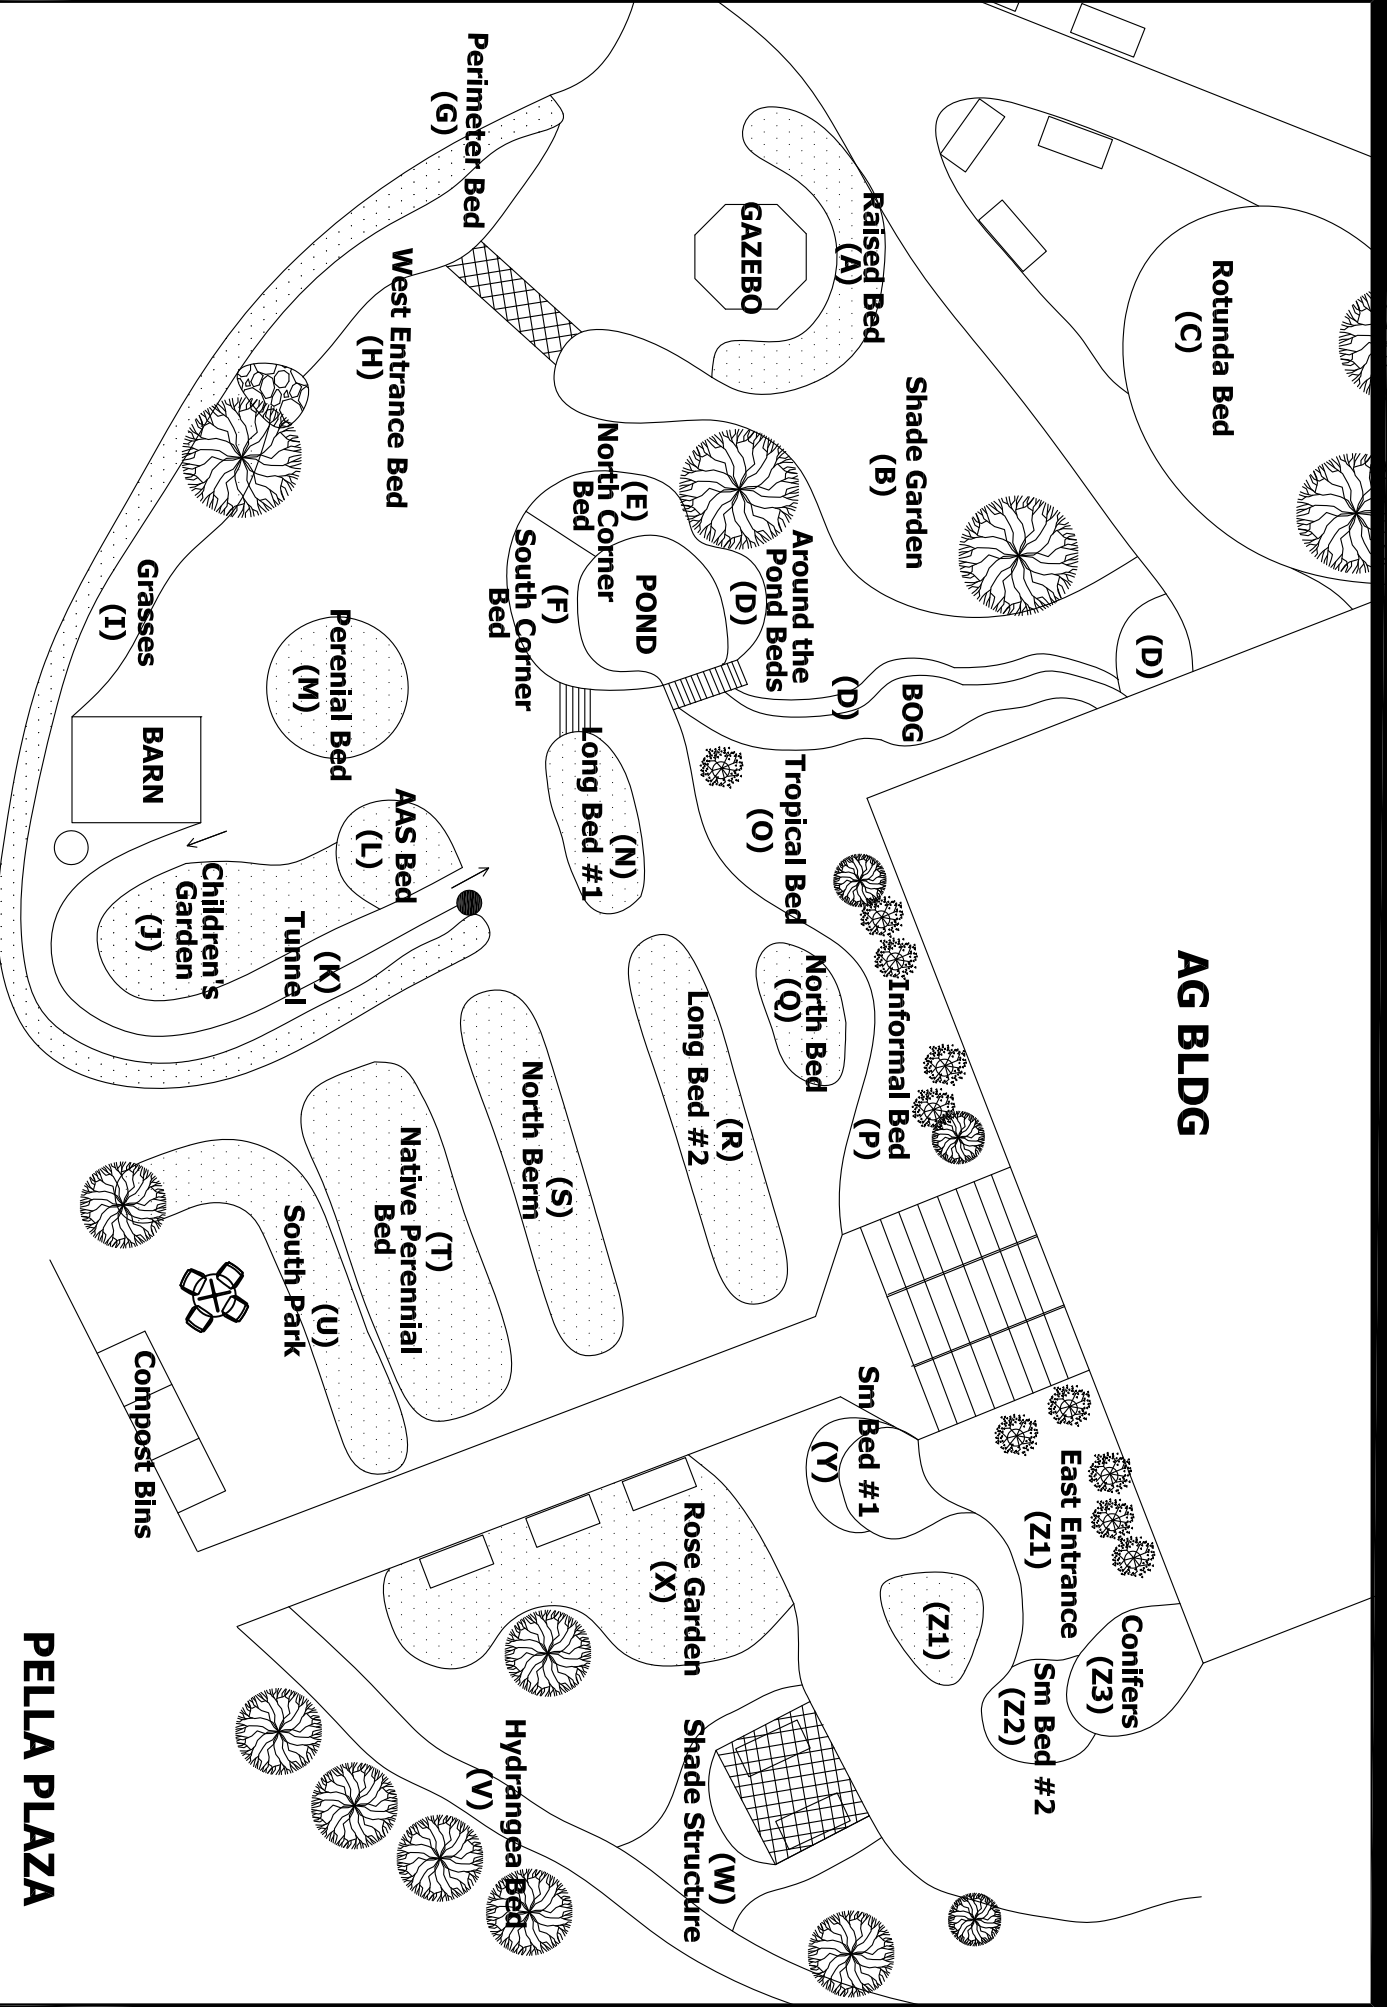 Perimeter Bed
(G)
Raised Bed
(A)
GAZEBO
Rotunda Bed
(C)
West Entrance Bed
(H)
Shade Garden
(B)
(E)
North Corner
Bed
Around the
Pond Beds
(D)
POND
(F)
South Corner
Bed
(D)
Grasses
(I)
Perenial Bed
(M)
BOG
(D)
BARN
Long Bed #1
(N)
Tropical Bed
(O)
AAS Bed
(L)
Children's
Garden
(J)
(K)
Tunnel
North Bed
(Q)
Informal Bed
(P)
AG BLDG
(R)
Long Bed #2
(S)
North Berm
(T)
Native Perennial
Bed
(U)
South Park
Compost Bins
Sm Bed #1
(Y)
East Entrance
(Z1)
Rose Garden
(X)
(Z1)
Conifers
(Z3)
Sm Bed #2
(Z2)
Hydrangea Bed
(V)
(W)
Shade Structure
PELLA PLAZA